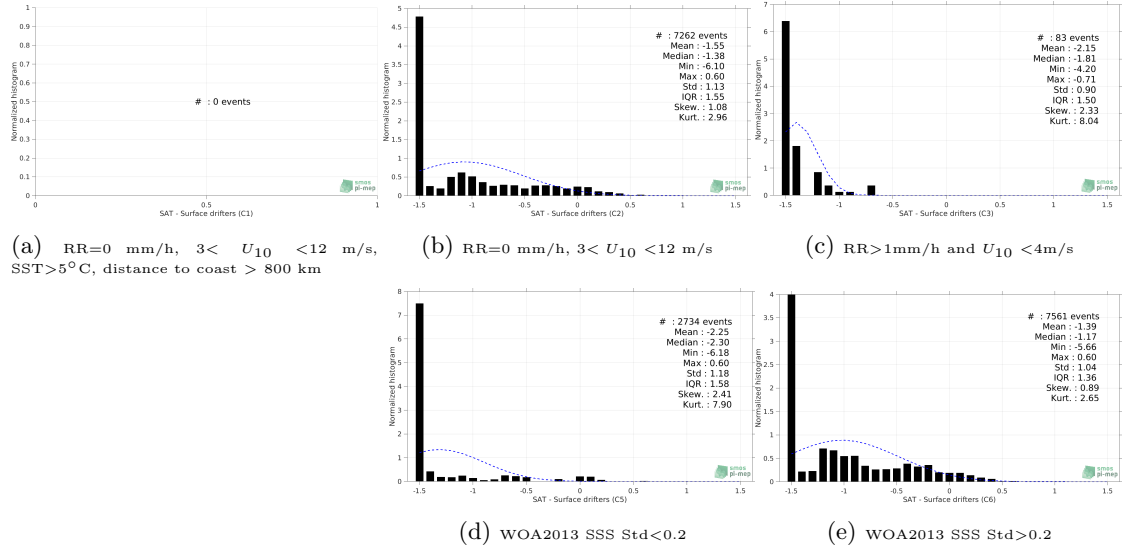 1
0.9
0.8
0.7
0.6
0.5
0.4
0.3
0.2
0.1
0
Normalized histogram
# : 0 events
smos
pi-mep
0 0.5 1
SAT - Surface drifters (C1)
(a) RR=0 mm/h, 3< U10 <12 m/s,
SST>5°C, distance to coast > 800 km
5
4.5
4
3.5
3
2.5
2
1.5
1
0.5
0
Normalized histogram
# : 7262 events
Mean : -1.55
Median : -1.38
Min : -6.10
Max : 0.60
Std : 1.13
IQR : 1.55
Skew. : 1.08
Kurt. : 2.96
smos
pi-mep
-1.5 -1 -0.5 0 0.5 1 1.5
SAT - Surface drifters (C2)
(b) RR=0 mm/h, 3< U10 <12 m/s
7
6
5
4
3
2
1
0
Normalized histogram
# : 83 events
Mean : -2.15
Median : -1.81
Min : -4.20
Max : -0.71
Std : 0.90
IQR : 1.50
Skew. : 2.33
Kurt. : 8.04
smos
pi-mep
-1.5 -1 -0.5 0 0.5 1 1.5
SAT - Surface drifters (C3)
(c) RR>1mm/h and U10 <4m/s
8
7
6
5
4
3
2
1
0
Normalized histogram
# : 2734 events
Mean : -2.25
Median : -2.30
Min : -6.18
Max : 0.60
Std : 1.18
IQR : 1.58
Skew. : 2.41
Kurt. : 7.90
smos
pi-mep
-1.5 -1 -0.5 0 0.5 1 1.5
SAT - Surface drifters (C5)
(d) WOA2013 SSS Std<0.2
4
3.5
3
2.5
2
1.5
1
0.5
0
Normalized histogram
# : 7561 events
Mean : -1.39
Median : -1.17
Min : -5.66
Max : 0.60
Std : 1.04
IQR : 1.36
Skew. : 0.89
Kurt. : 2.65
smos
pi-mep
-1.5 -1 -0.5 0 0.5 1 1.5
SAT - Surface drifters (C6)
(e) WOA2013 SSS Std>0.2